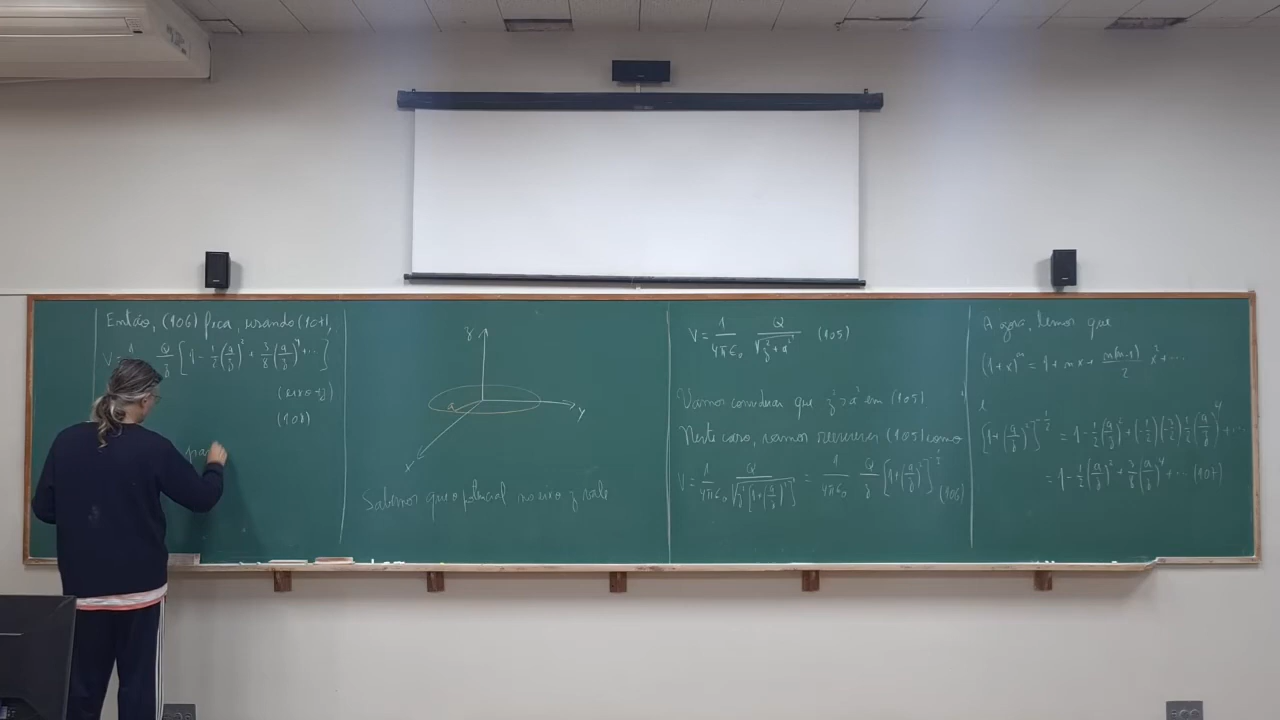 Então, (106) fica, usando (107),
V = 1/4πε₀ Q/z [1 - 1/2 (a/z)² + 3/8 (a/z)⁴ + ...]
(eixo z)
(108)
par
z
a
y
x
Sabemos que o potencial no eixo z vale
V = 1/4πε₀ Q/√(z² + a²) (105)
Vamos considerar que z² > a² em (105)
Neste caso, vamos reescrever (105) como
V = 1/4πε₀ Q/√(z²[1 + (a/z)²]) = 1/4πε₀ Q/z [1 + (a/z)²]^(-1/2)
(106)
Agora, temos que
(1 + x)ⁿ = 1 + nx + n(n-1)/2 x² + ...
e
[1 + (a/z)²]^(-1/2) = 1 - 1/2 (a/z)² + (-1/2)(-3/2) 1/2 (a/z)⁴ + ...
= 1 - 1/2 (a/z)² + 3/8 (a/z)⁴ + ... (107)